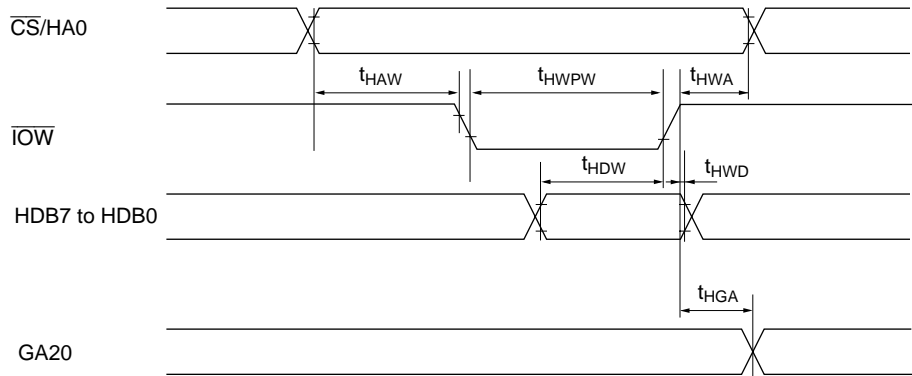 CS/HA0
tHAW
tHWPW
tHWA
IOW
tHDW
tHWD
HDB7 to HDB0
tHGA
GA20